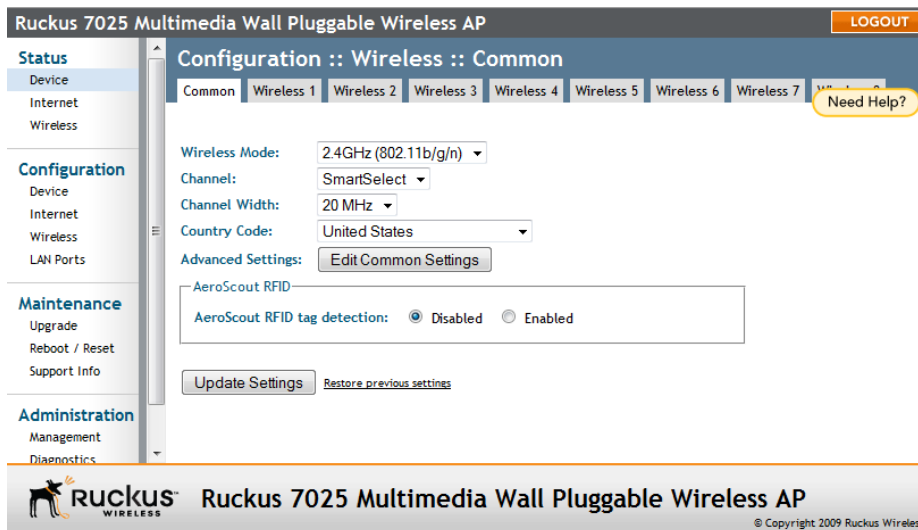 Ruckus 7025 Multimedia Wall Pluggable Wireless AP
LOGOUT
Status
Device
Internet
Wireless
Configuration
Device
Internet
Wireless
LAN Ports
Maintenance
Upgrade
Reboot / Reset
Support Info
Administration
Management
Diagnostics
Configuration :: Wireless :: Common
Common Wireless 1 Wireless 2 Wireless 3 Wireless 4 Wireless 5 Wireless 6 Wireless 7
Need Help?
Wireless Mode: 2.4GHz (802.11b/g/n)
Channel: SmartSelect
Channel Width: 20 MHz
Country Code: United States
Advanced Settings: Edit Common Settings
AeroScout RFID
AeroScout RFID tag detection: Disabled Enabled
Update Settings Restore previous settings
RUCKUS™
WIRELESS
Ruckus 7025 Multimedia Wall Pluggable Wireless AP
© Copyright 2009 Ruckus